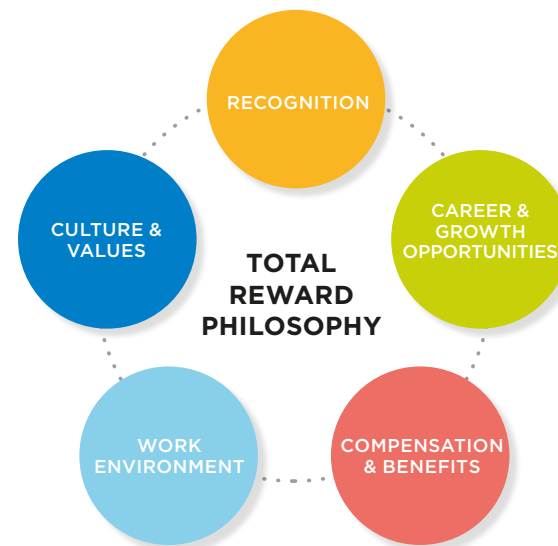 RECOGNITION
CAREER &
GROWTH
OPPORTUNITIES
CULTURE &
VALUES
TOTAL
REWARD
PHILOSOPHY
WORK
ENVIRONMENT
COMPENSATION
& BENEFITS